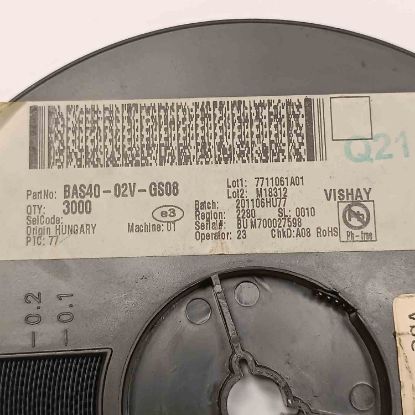 Q21
PartNo: BAS40-02V-GS08
QTY: 3000
SelCode:
Origin HUNGARY
PTC: 77
e3
Machine: 01
Lot1: 7711061A01
Lot2: M18312
Batch: 201106HU77
Region: 2280 SL: 0010
Serial#: BU M700027598
Operator: 23 ChkD:A08 RoHS
VISHAY
Pb-free
0.2
0.1